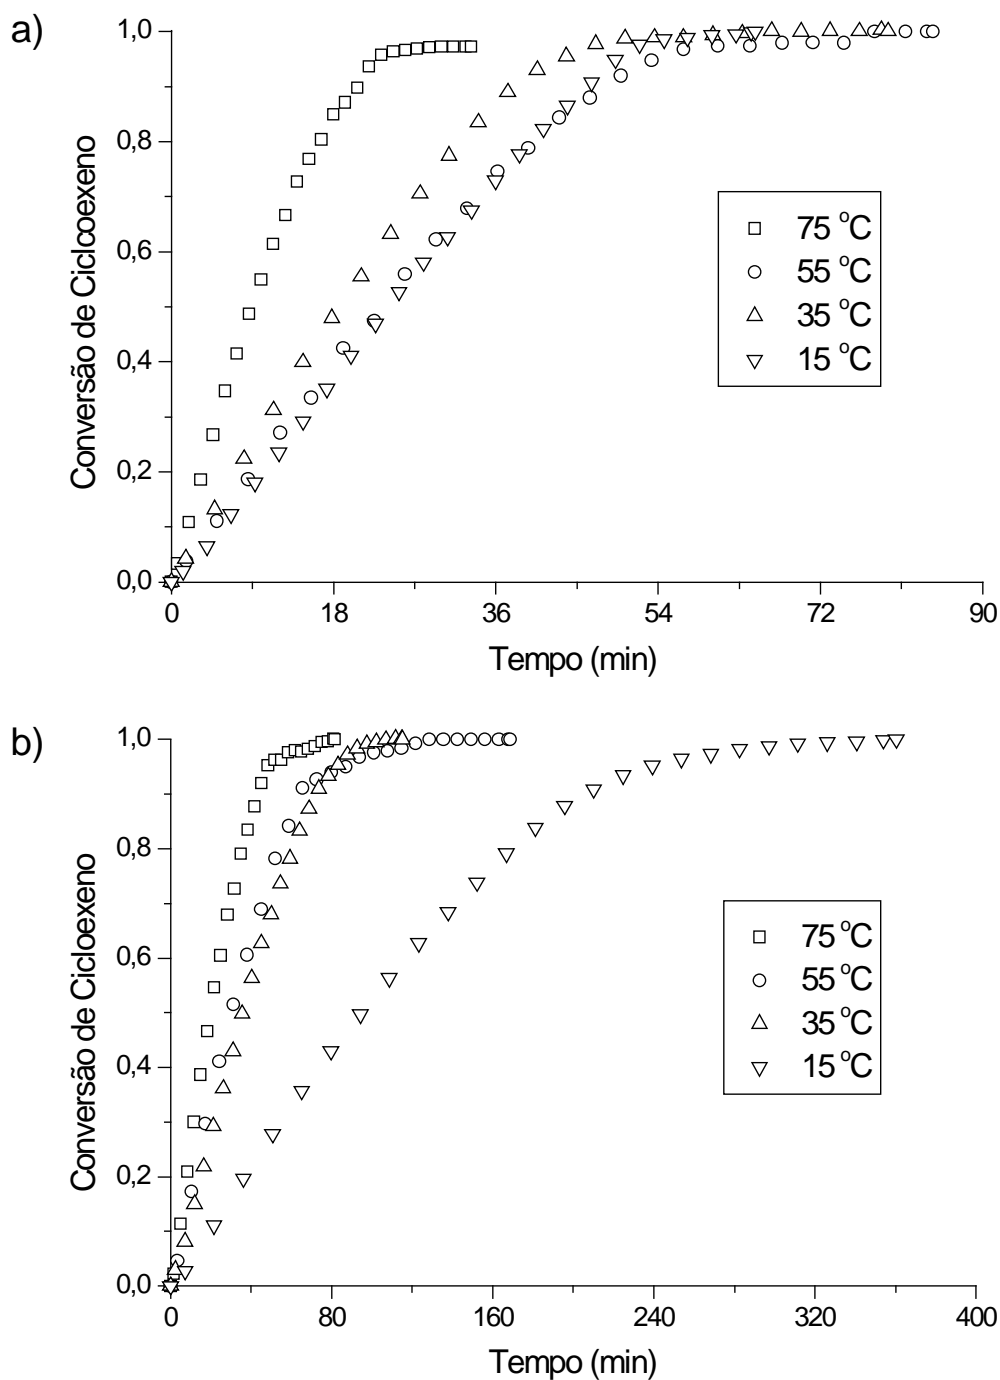 a)
1,0
0,8
0,6
0,4
0,2
0,0
Conversão de Ciclcoexeno
75 °C
55 °C
35 °C
15 °C
0 18 36 54 72 90
Tempo (min)
b)
1,0
0,8
0,6
0,4
0,2
0,0
Conversão de Cicloexeno
75 °C
55 °C
35 °C
15 °C
0 80 160 240 320 400
Tempo (min)